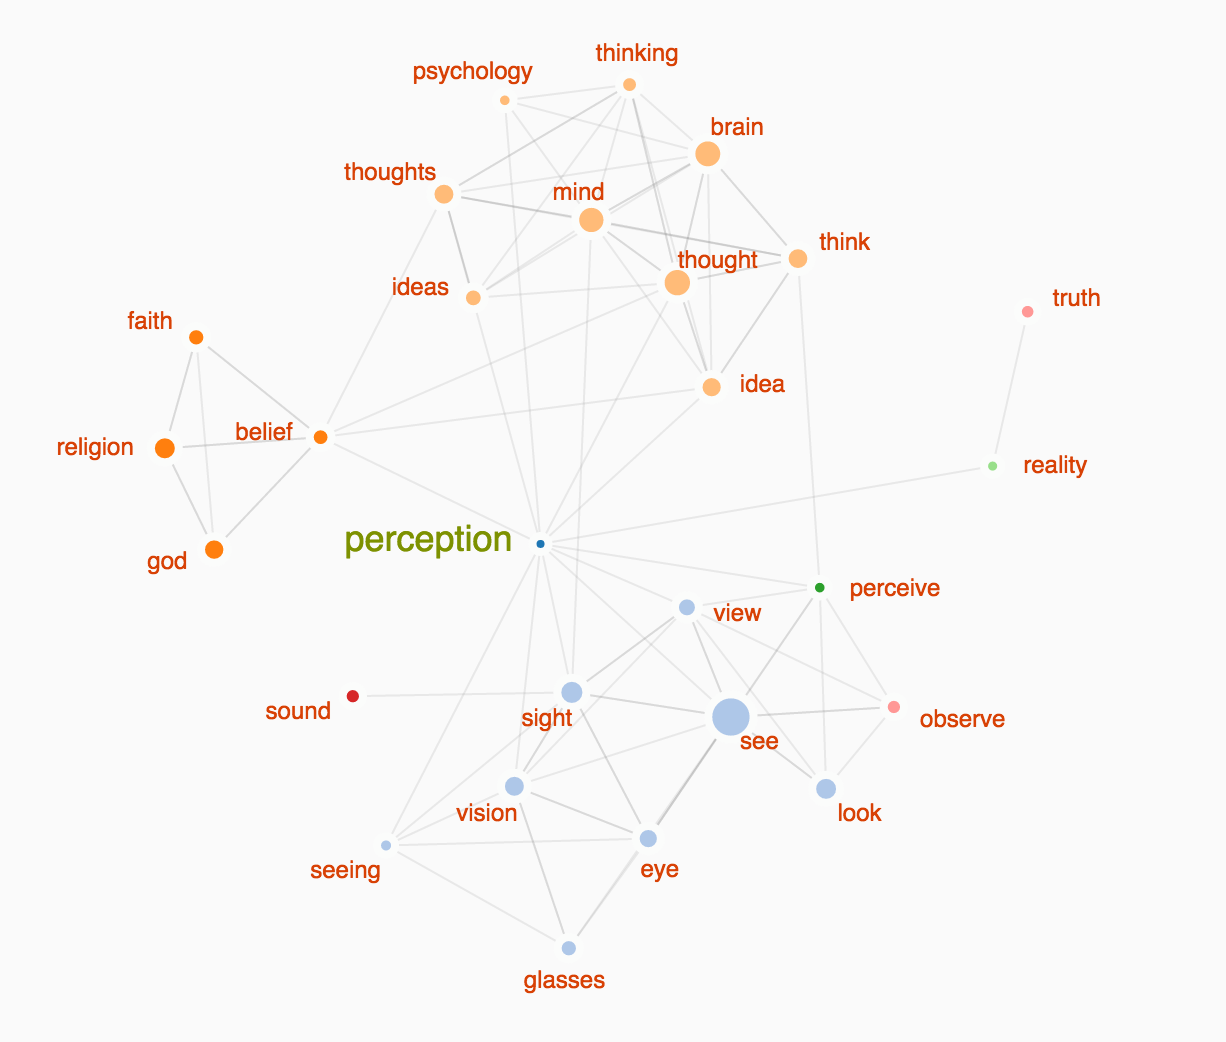 thinking
psychology
brain
thoughts
mind
think
thought
ideas
truth
faith
idea
belief
religion
reality
perception
god
perceive
view
sound
sight
observe
see
vision
look
seeing
eye
glasses